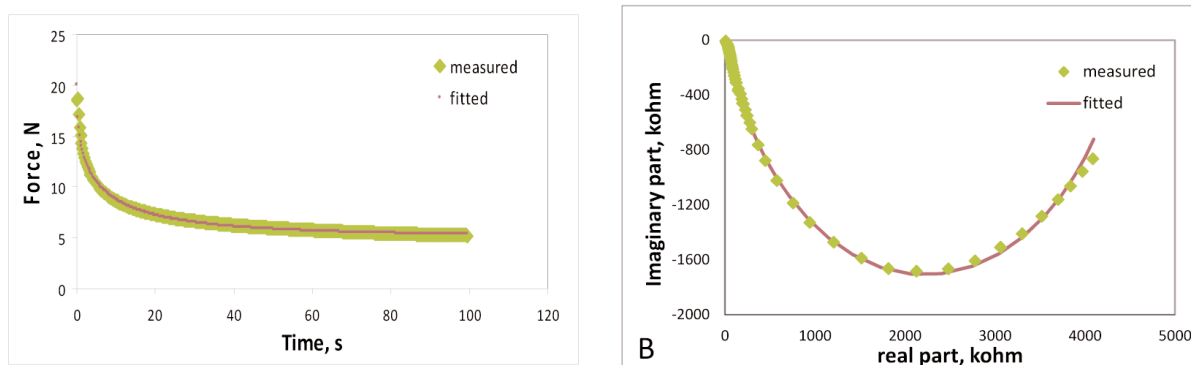 25
20
15
10
5
0
Force, N
measured
fitted
0 20 40 60 80 100 120
Time, s
0
-400
-800
-1200
-1600
-2000
Imaginary part, kohm
measured
fitted
0 1000 2000 3000 4000 5000
real part, kohm
B